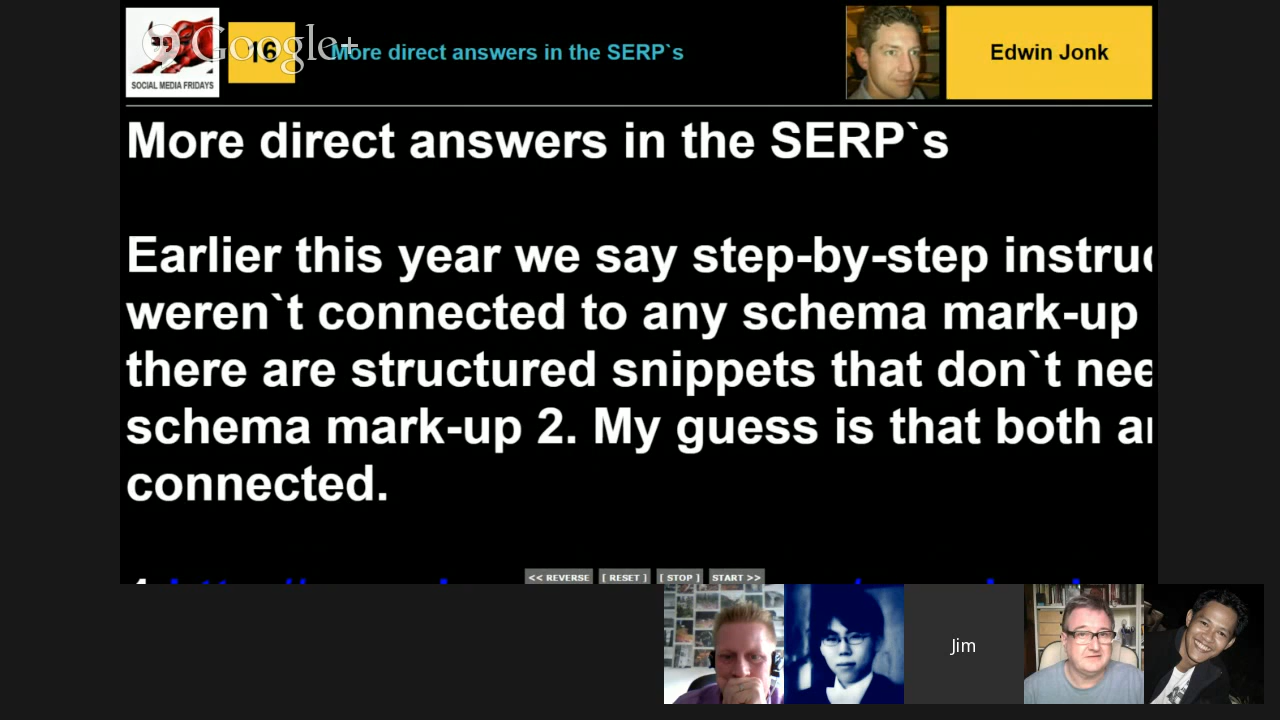 Google+
SOCIAL MEDIA FRIDAYS
16
More direct answers in the SERP`s
Edwin Jonk
More direct answers in the SERP`s
Earlier this year we say step-by-step
weren`t connected to any schema mark-up
there are structured snippets that don`t
schema mark-up 2. My guess is that both
connected.
<< REVERSE
[ RESET ]
[ STOP ]
START >>
Jim